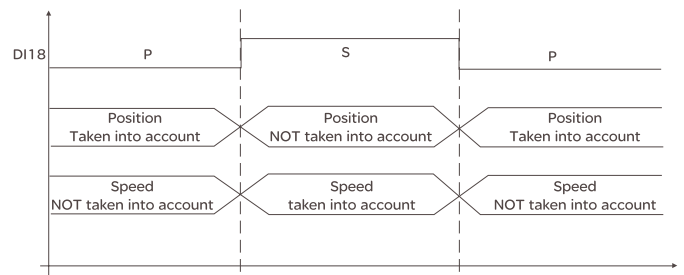 DI18
P
S
P
Position
Taken into account
Position
NOT taken into account
Position
Taken into account
Speed
NOT taken into account
Speed
taken into account
Speed
NOT taken into account